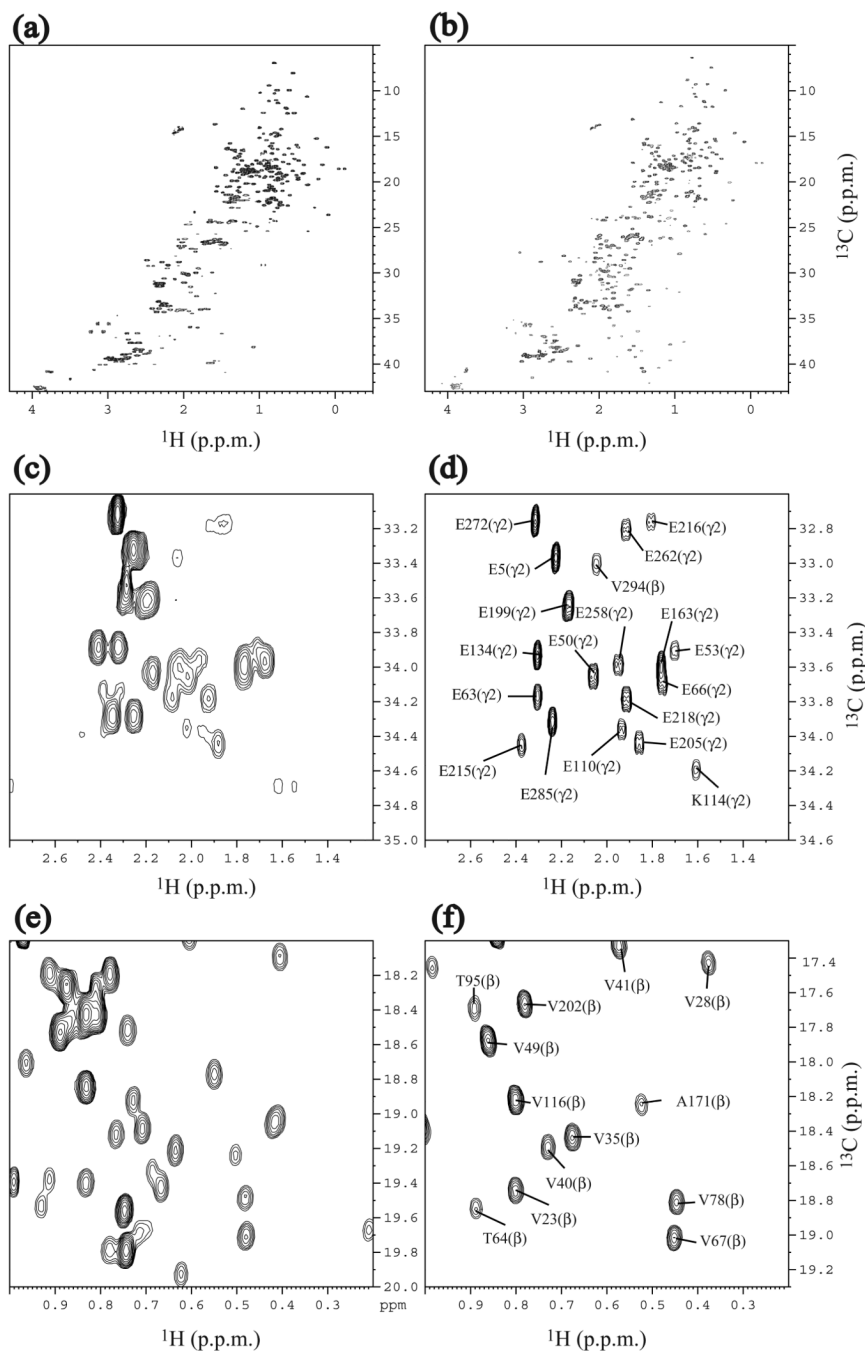 (a)
(b)
10
15
20
25
30
35
40
4 3 2 1 0
¹H (p.p.m.)
10
15
20
25
30
35
40
¹³C (p.p.m.)
4 3 2 1 0
¹H (p.p.m.)
(c)
(d)
33.2
33.4
33.6
33.8
34.0
34.2
34.4
34.6
34.8
35.0
2.6 2.4 2.2 2.0 1.8 1.6 1.4
¹H (p.p.m.)
E272(γ2)
E216(γ2)
E262(γ2)
E5(γ2)
V294(β)
E199(γ2)
E258(γ2)
E163(γ2)
E134(γ2)
E50(γ2)
E53(γ2)
E63(γ2)
E66(γ2)
E218(γ2)
E215(γ2)
E110(γ2)
E205(γ2)
E285(γ2)
K114(γ2)
32.8
33.0
33.2
33.4
33.6
33.8
34.0
34.2
34.4
34.6
¹³C (p.p.m.)
2.6 2.4 2.2 2.0 1.8 1.6 1.4
¹H (p.p.m.)
(e)
(f)
18.2
18.4
18.6
18.8
19.0
19.2
19.4
19.6
19.8
20.0
0.9 0.8 0.7 0.6 0.5 0.4 0.3 ppm
¹H (p.p.m.)
T95(β)
V41(β)
V28(β)
V202(β)
V49(β)
V116(β)
A171(β)
V35(β)
V40(β)
V23(β)
V78(β)
T64(β)
V67(β)
17.4
17.6
17.8
18.0
18.2
18.4
18.6
18.8
19.0
19.2
¹³C (p.p.m.)
0.9 0.8 0.7 0.6 0.5 0.4 0.3
¹H (p.p.m.)